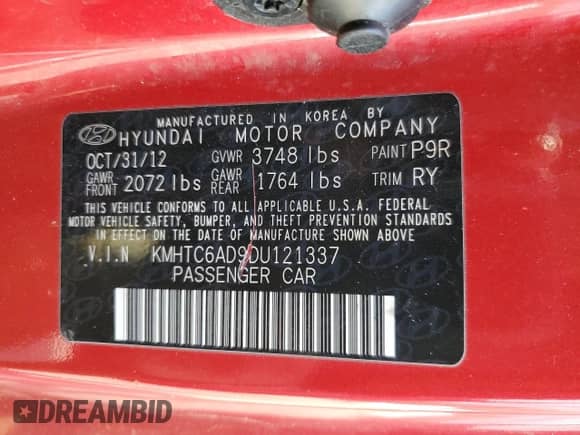 MANUFACTURED IN KOREA BY
HYUNDAI MOTOR COMPANY
OCT/31/12 GVWR 3748 lbs PAINT P9R
GAWR FRONT 2072 lbs GAWR REAR 1764 lbs TRIM RY
THIS VEHICLE CONFORMS TO ALL APPLICABLE U.S.A. FEDERAL
MOTOR VEHICLE SAFETY, BUMPER, AND THEFT PREVENTION STANDARDS
IN EFFECT ON THE DATE OF MANUFACTURE SHOWN ABOVE
V.I.N KMHTC6AD9DU121337
PASSENGER CAR
DREAMBID